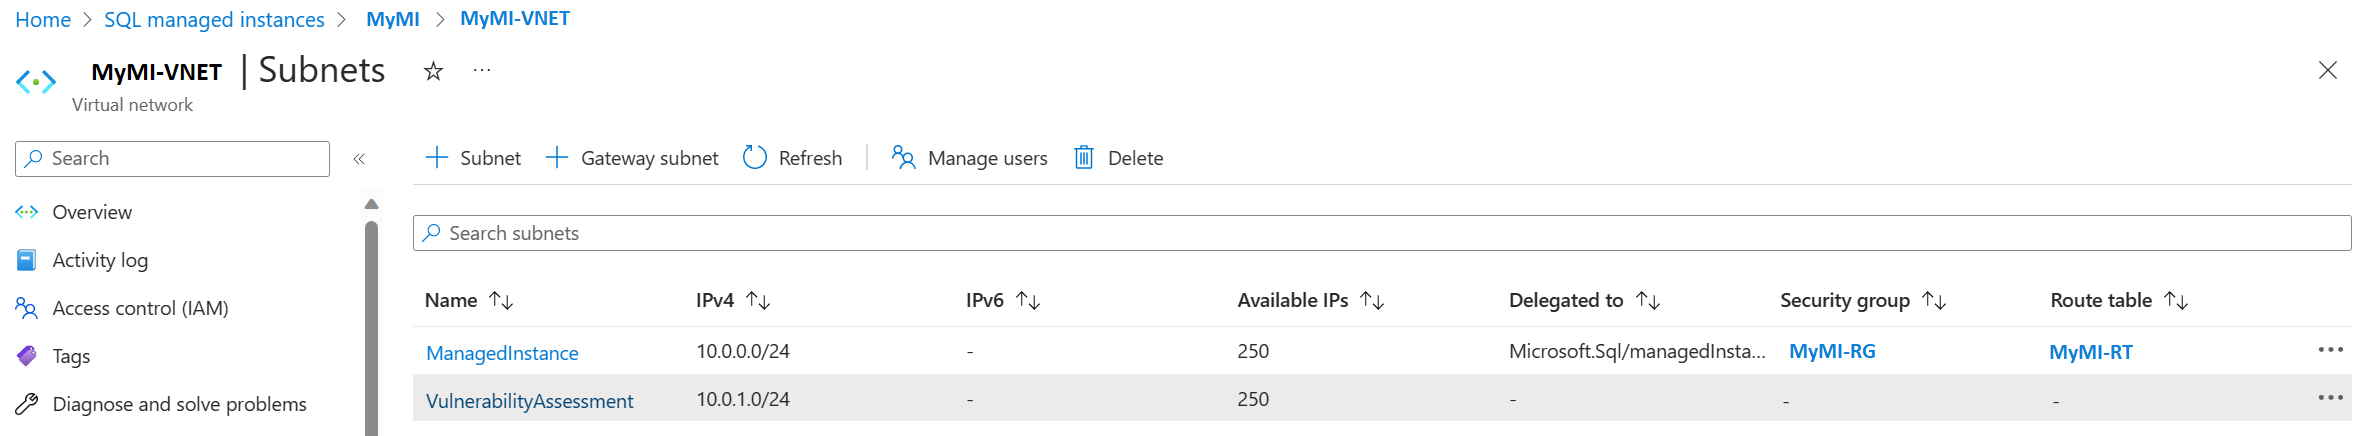 Home > SQL managed instances > MyMI > MyMI-VNET
MyMI-VNET | Subnets ☆ ...
Virtual network
Search «
+ Subnet + Gateway subnet Refresh | Manage users Delete
Overview
Activity log
Access control (IAM)
Tags
Diagnose and solve problems
Search subnets
Name ↑↓ IPv4 ↑↓ IPv6 ↑↓ Available IPs ↑↓ Delegated to ↑↓ Security group ↑↓ Route table ↑↓
ManagedInstance 10.0.0.0/24 - 250 Microsoft.Sql/managedInsta... MyMI-RG MyMI-RT ...
VulnerabilityAssessment 10.0.1.0/24 - 250 - - - ...